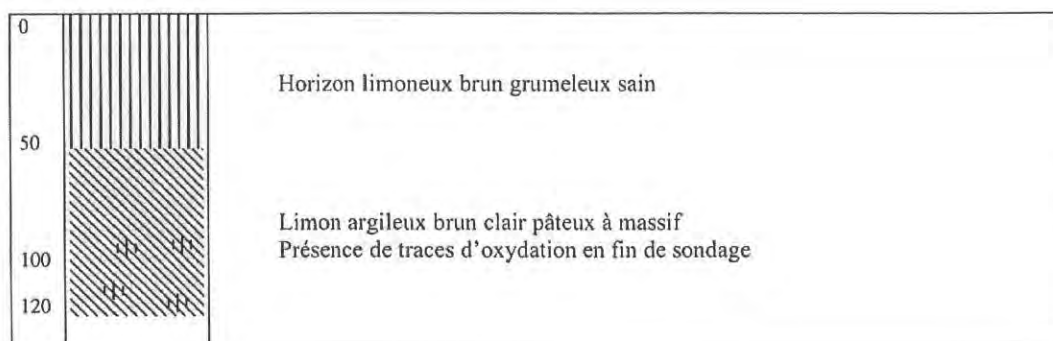 0
Horizon limoneux brun grumeleux sain
50
Limon argileux brun clair pâteux à massif
Présence de traces d'oxydation en fin de sondage
100
120